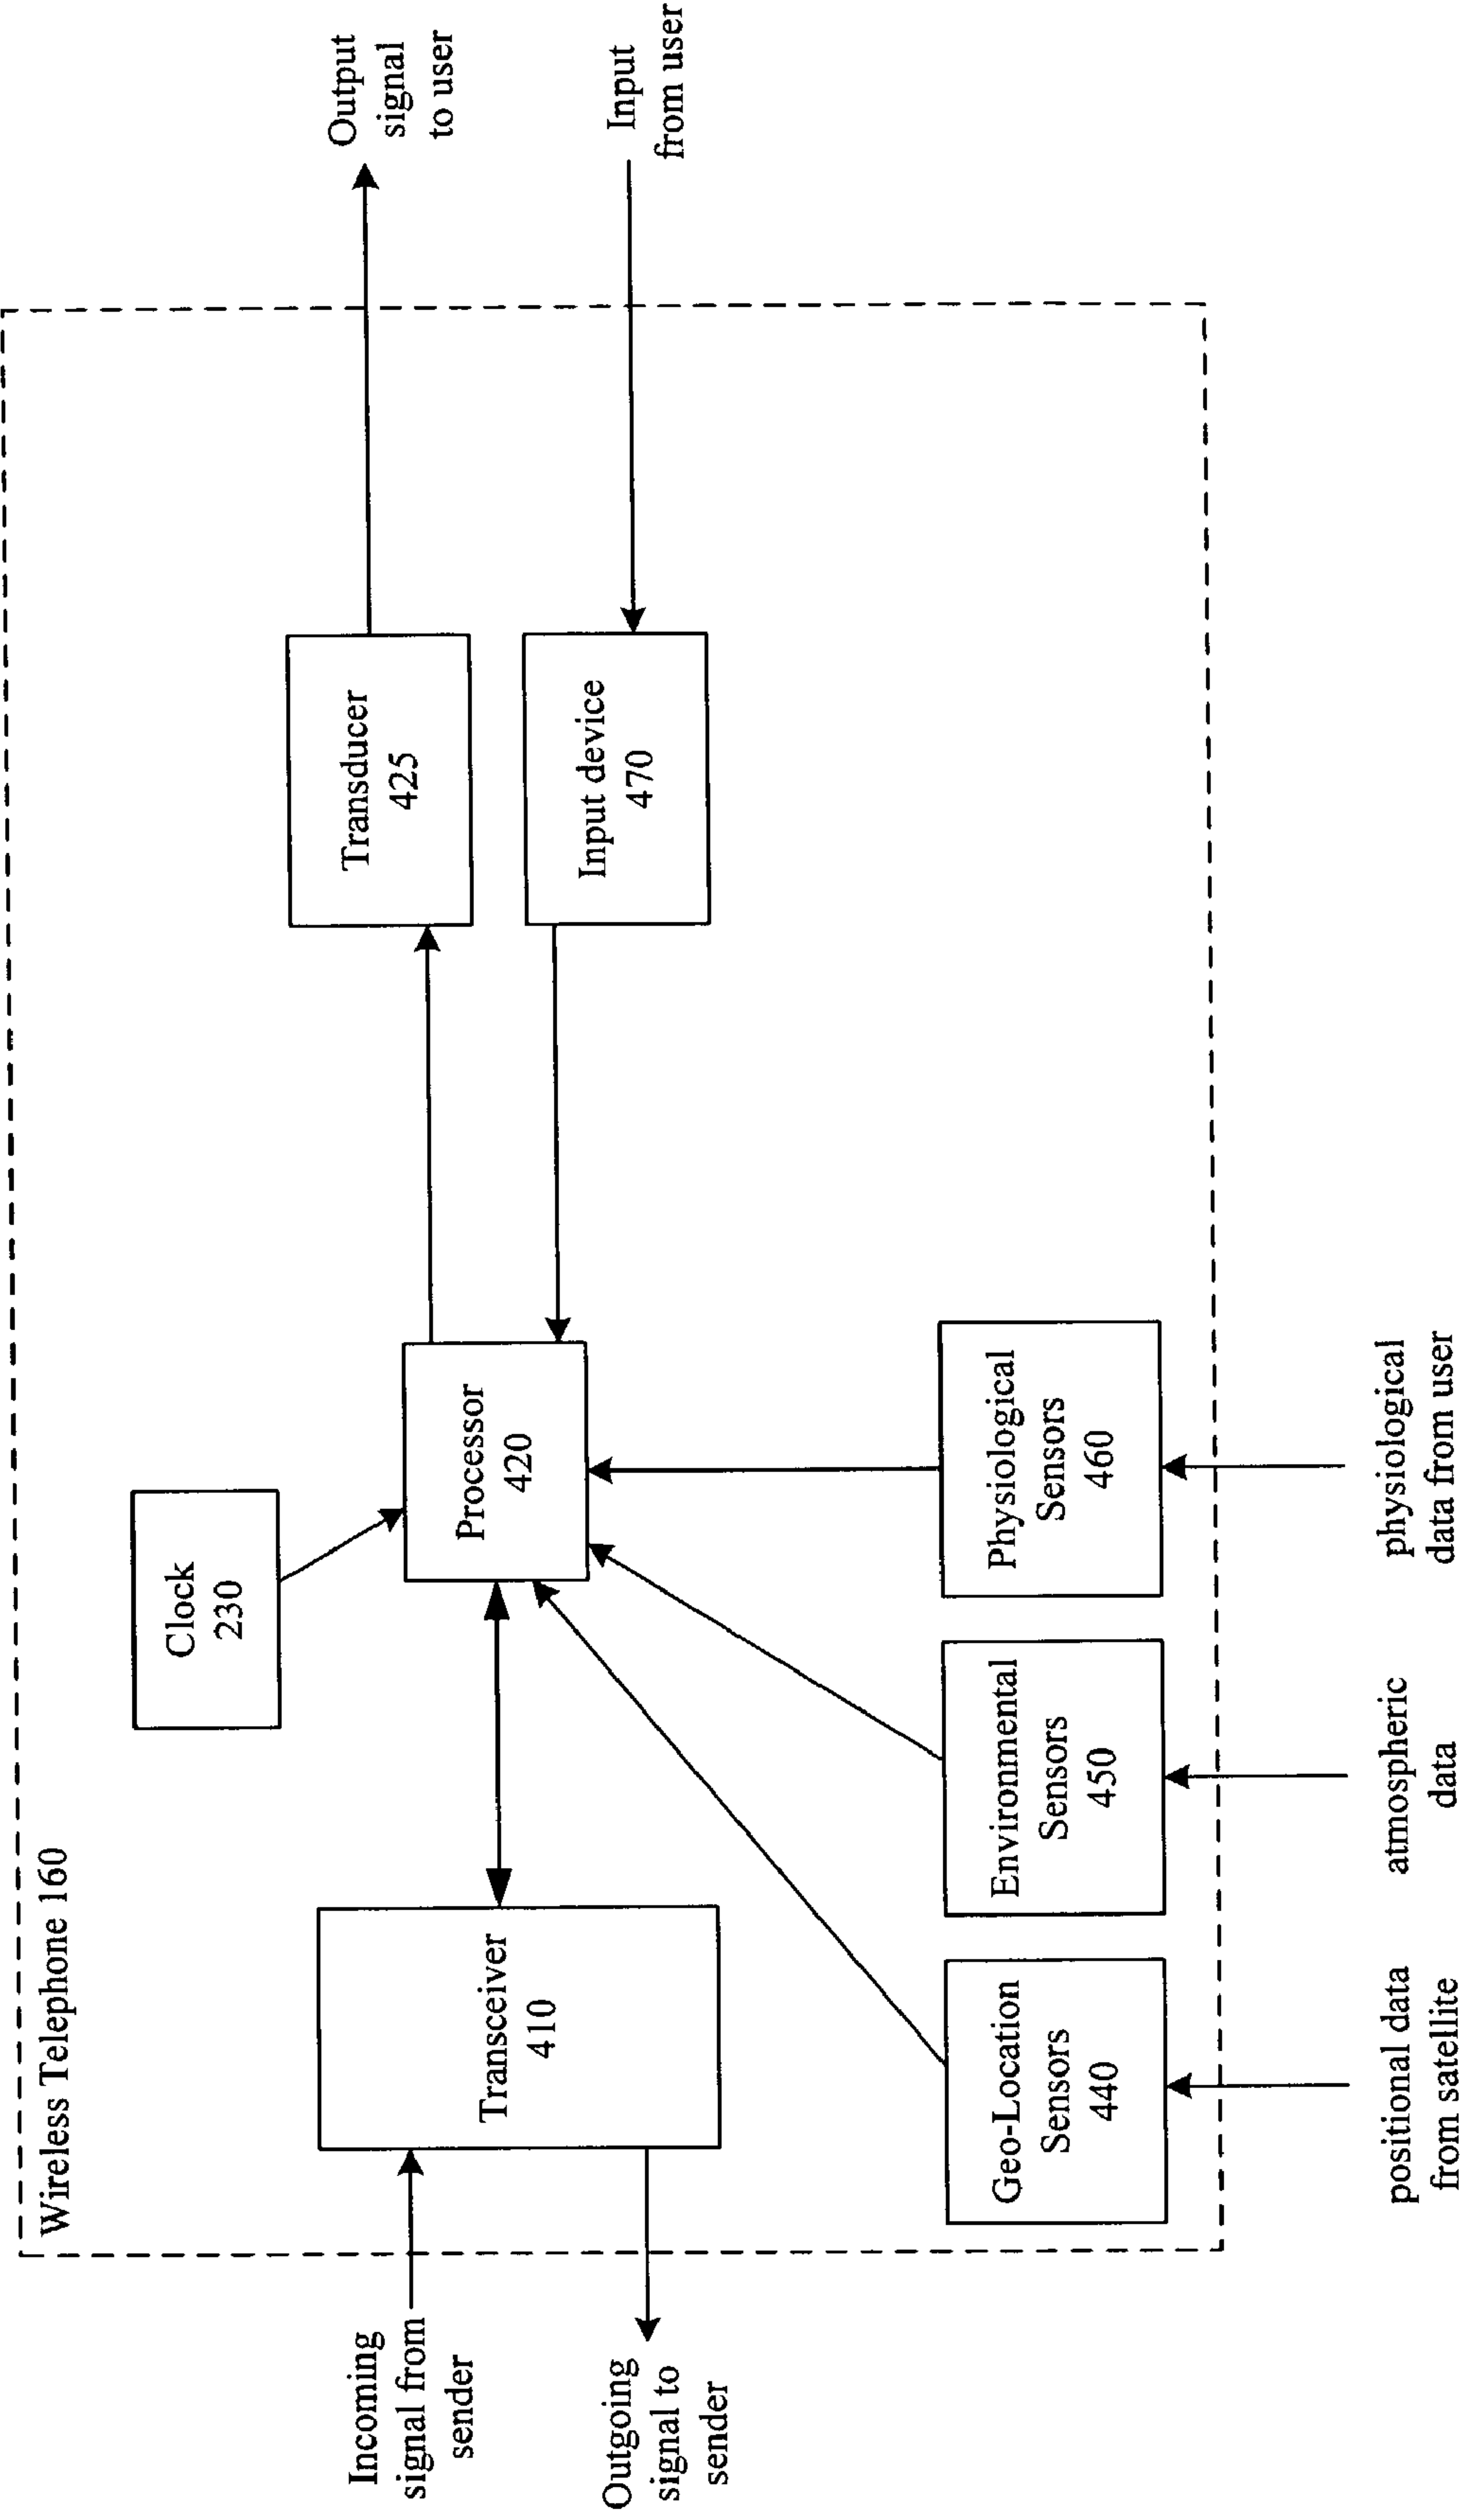 Wireless Telephone 160
Clock
230
Incoming
signal from
sender
Outgoing
signal to
sender
Transceiver
410
Processor
420
Transducer
425
Input device
470
Output
signal
to user
Input
from user
Geo-Location
Sensors
440
Environmental
Sensors
450
Physiological
Sensors
460
positional data
from satellite
atmospheric
data
physiological
data from user